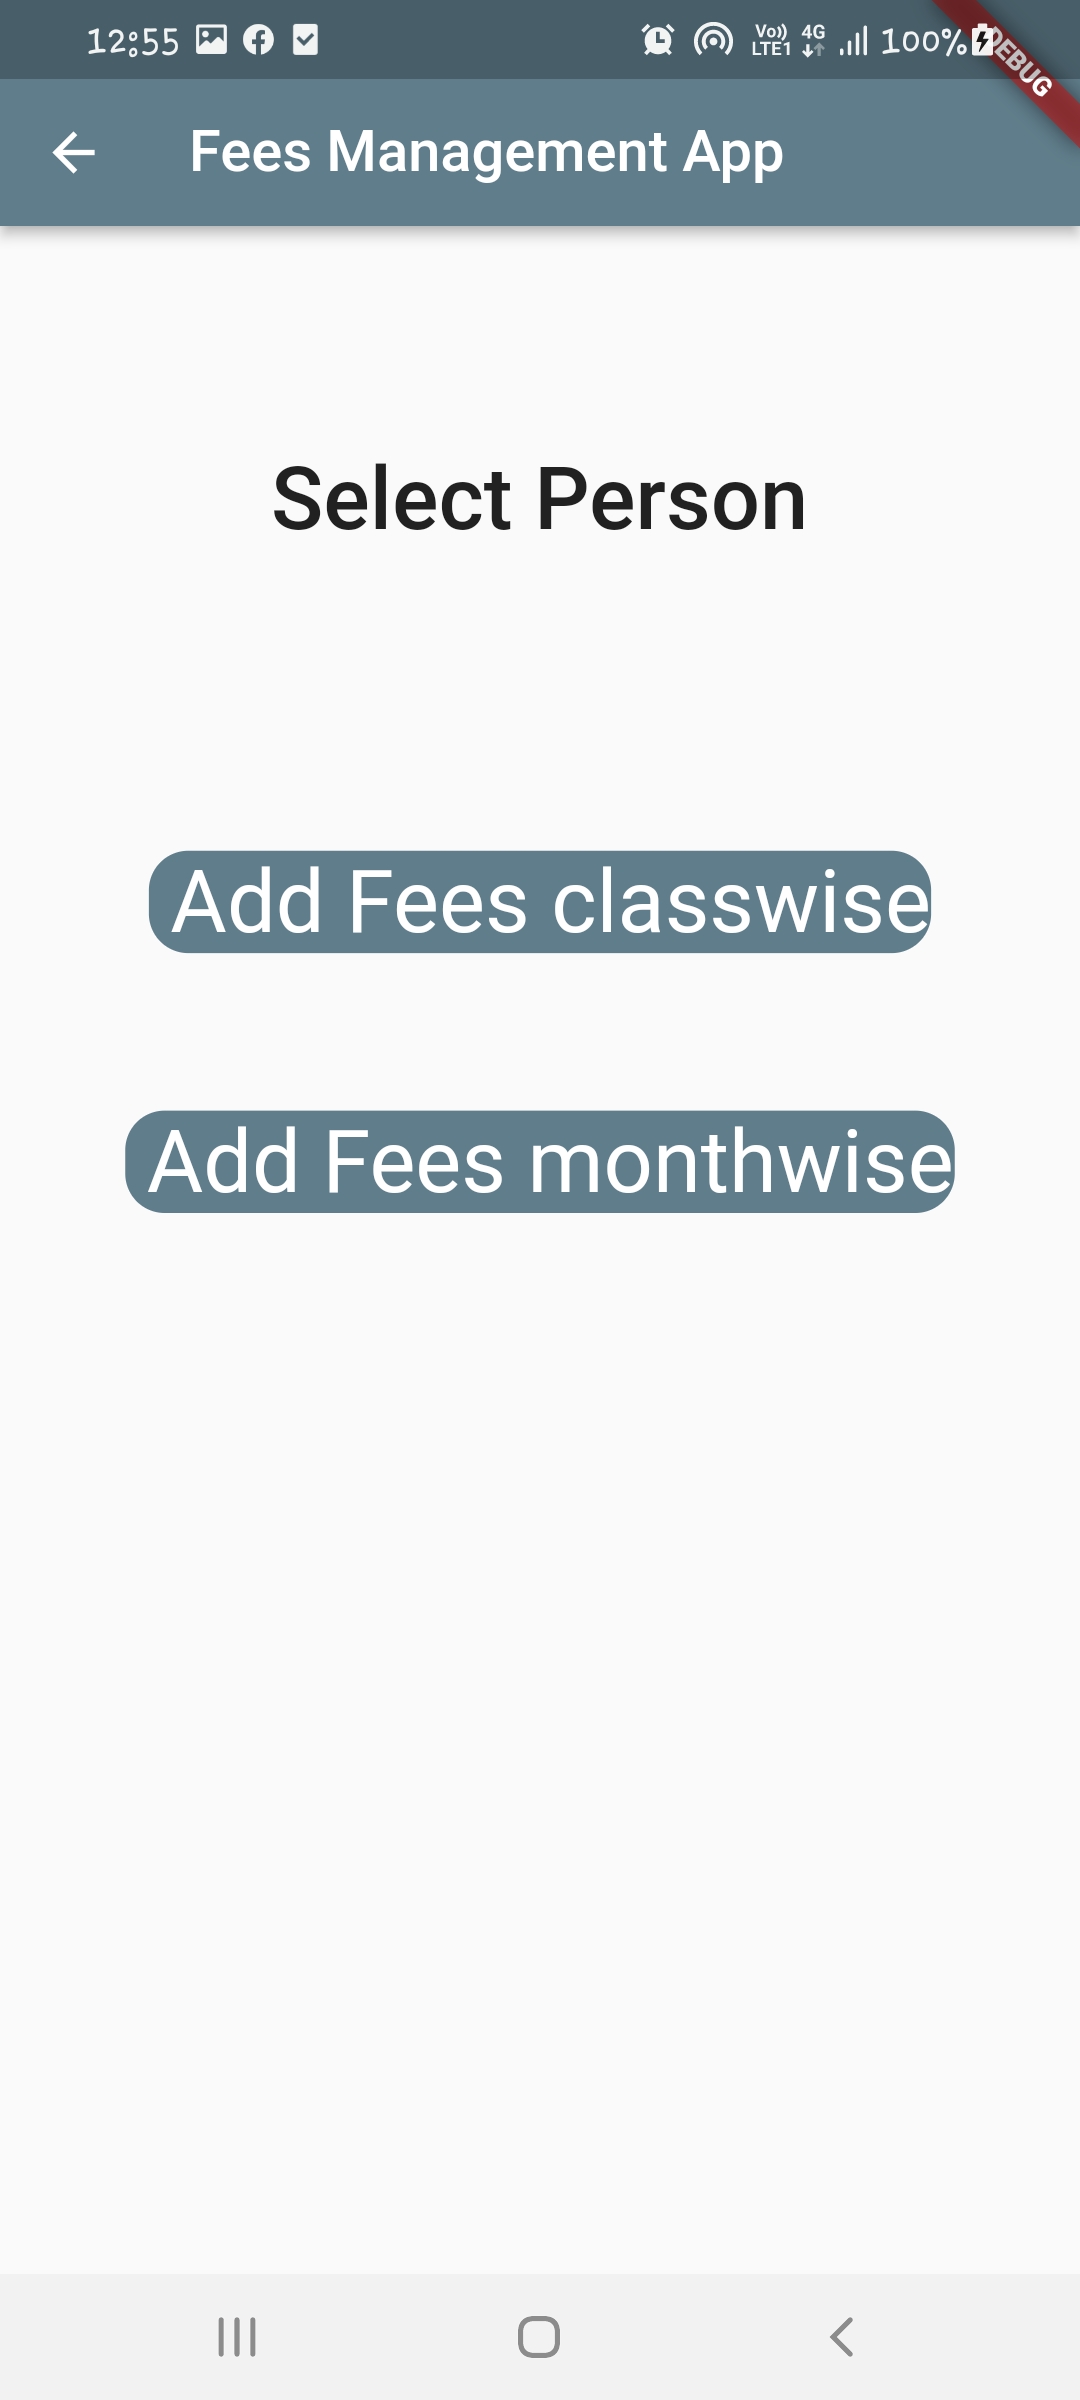 12:55 Vo)) LTE1 4G 100%
DEBUG
Fees Management App
Select Person
Add Fees classwise
Add Fees monthwise